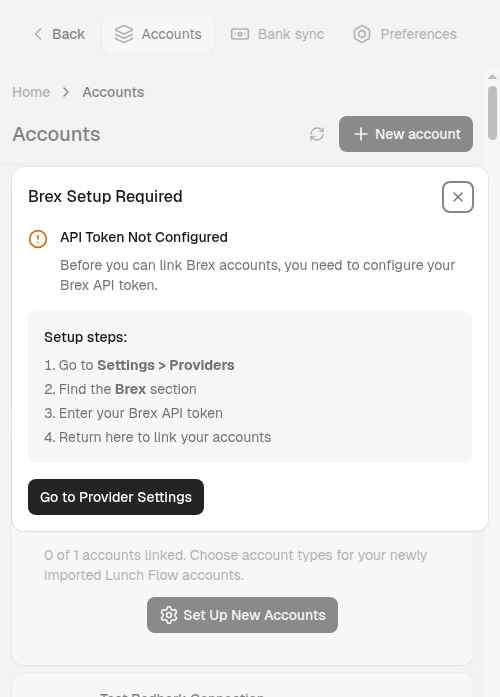 Back
Accounts
Bank sync
Preferences
Home > Accounts
Accounts
New account
Brex Setup Required
API Token Not Configured
Before you can link Brex accounts, you need to configure your
Brex API token.
Setup steps:
1. Go to Settings > Providers
2. Find the Brex section
3. Enter your Brex API token
4. Return here to link your accounts
Go to Provider Settings
0 of 1 accounts linked. Choose account types for your newly
imported Lunch Flow accounts.
Set Up New Accounts